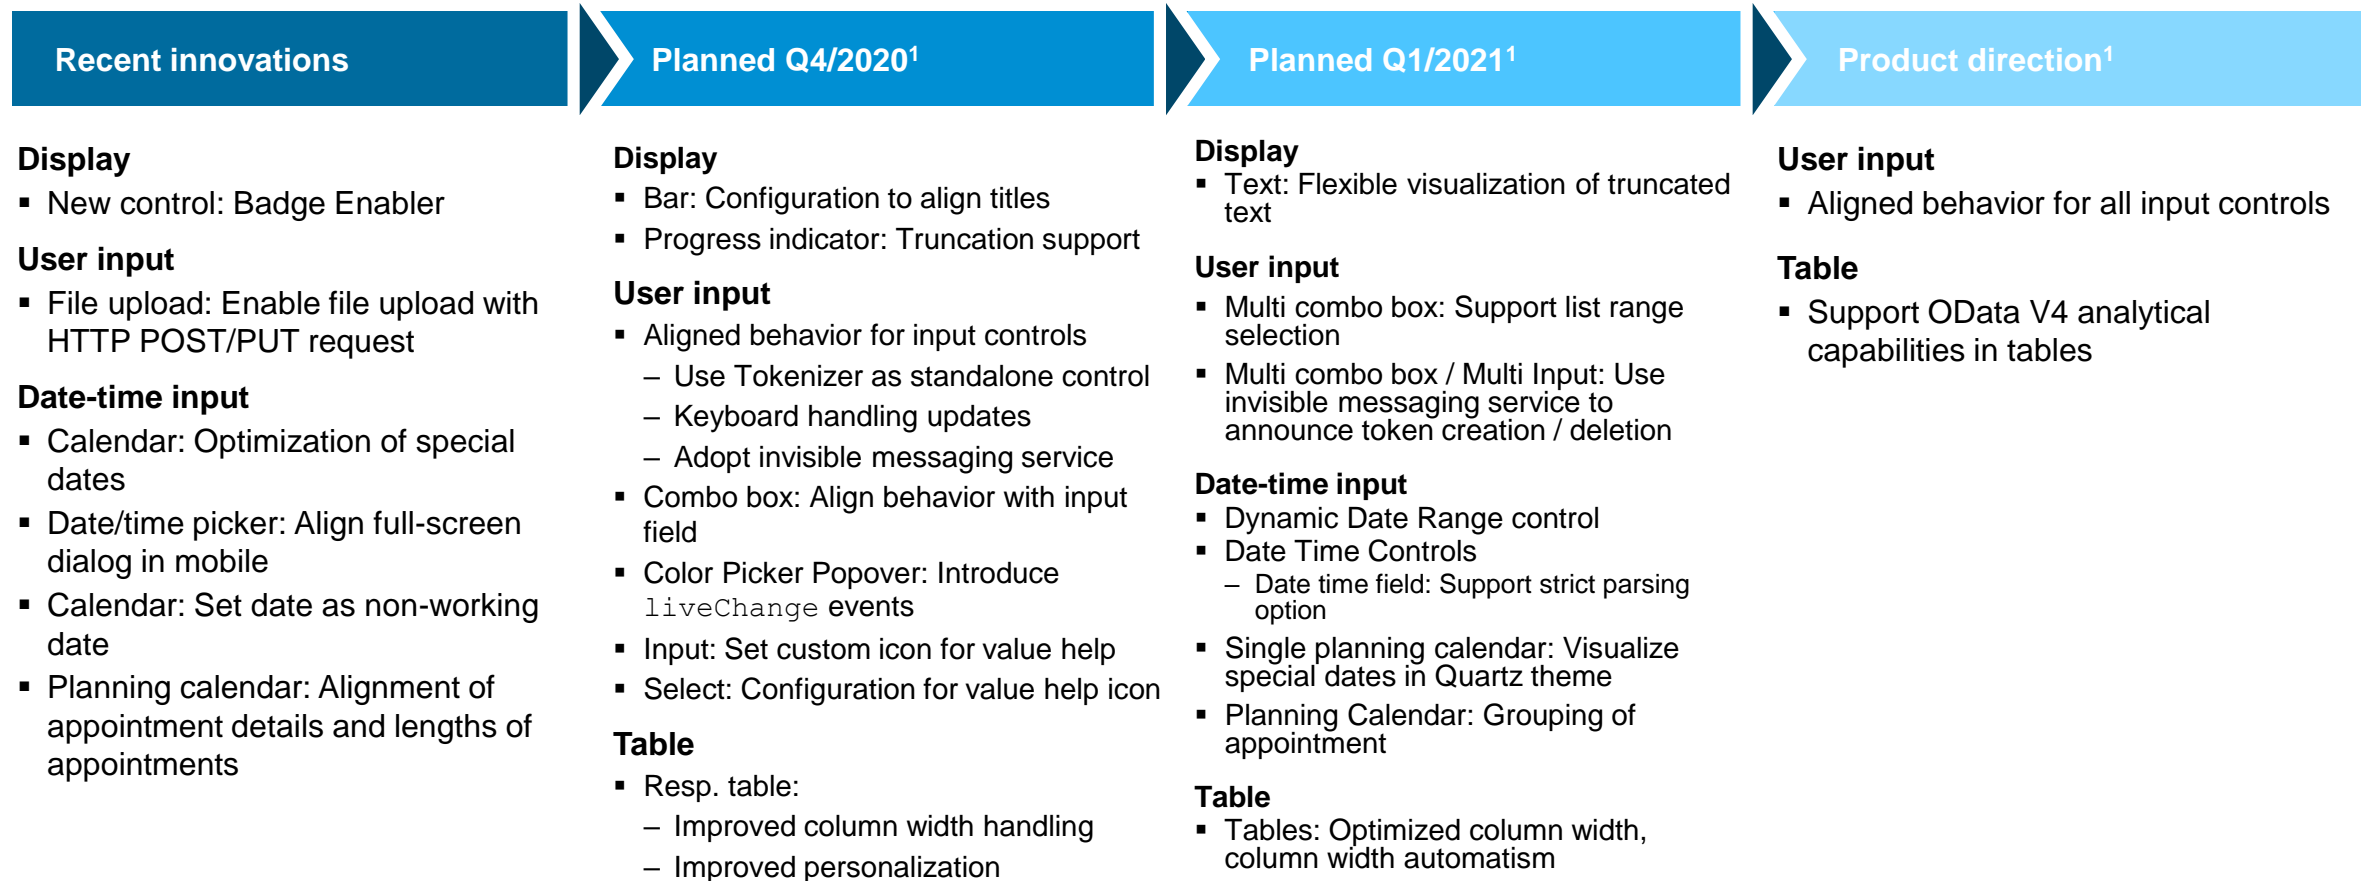 Recent innovations
Display
▪ New control: Badge Enabler
User input
▪ File upload: Enable file upload with
HTTP POST/PUT request
Date-time input
▪ Calendar: Optimization of special
dates
▪ Date/time picker: Align full-screen
dialog in mobile
▪ Calendar: Set date as non-working
date
▪ Planning calendar: Alignment of
appointment details and lengths of
appointments
Planned Q4/2020¹
Display
▪ Bar: Configuration to align titles
▪ Progress indicator: Truncation support
User input
▪ Aligned behavior for input controls
– Use Tokenizer as standalone control
– Keyboard handling updates
– Adopt invisible messaging service
▪ Combo box: Align behavior with input
field
▪ Color Picker Popover: Introduce
liveChange events
▪ Input: Set custom icon for value help
▪ Select: Configuration for value help icon
Table
▪ Resp. table:
– Improved column width handling
– Improved personalization
Planned Q1/2021¹
Display
▪ Text: Flexible visualization of truncated
text
User input
▪ Multi combo box: Support list range
selection
▪ Multi combo box / Multi Input: Use
invisible messaging service to
announce token creation / deletion
Date-time input
▪ Dynamic Date Range control
▪ Date Time Controls
– Date time field: Support strict parsing
option
▪ Single planning calendar: Visualize
special dates in Quartz theme
▪ Planning Calendar: Grouping of
appointment
Table
▪ Tables: Optimized column width,
column width automatism
Product direction¹
User input
▪ Aligned behavior for all input controls
Table
▪ Support OData V4 analytical
capabilities in tables